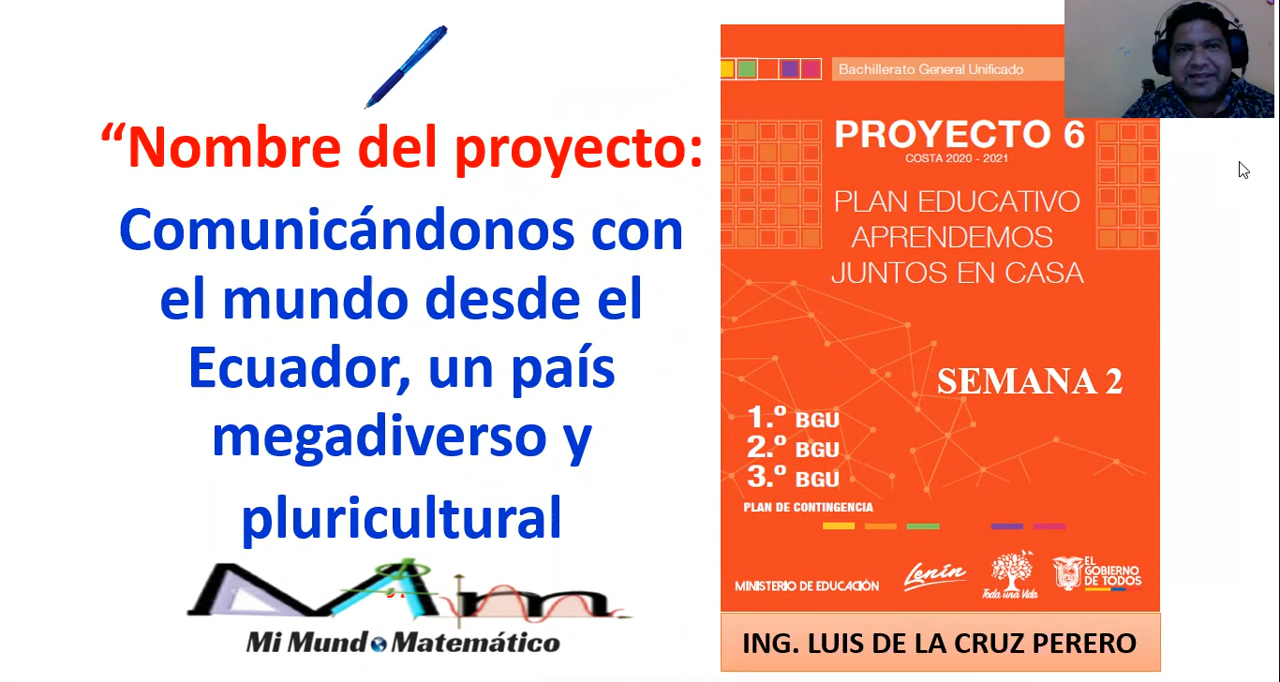 “Nombre del proyecto:
Comunicándonos con
el mundo desde el
Ecuador, un país
megadiverso y
pluricultural
Mim
Mi Mundo Matemático
Bachillerato General Unificado
PROYECTO 6
COSTA 2020 - 2021
PLAN EDUCATIVO
APRENDEMOS
JUNTOS EN CASA
SEMANA 2
1.º BGU
2.º BGU
3.º BGU
PLAN DE CONTINGENCIA
MINISTERIO DE EDUCACIÓN
Lenín
Toda una Vida
EL
GOBIERNO
DE TODOS
ING. LUIS DE LA CRUZ PERERO